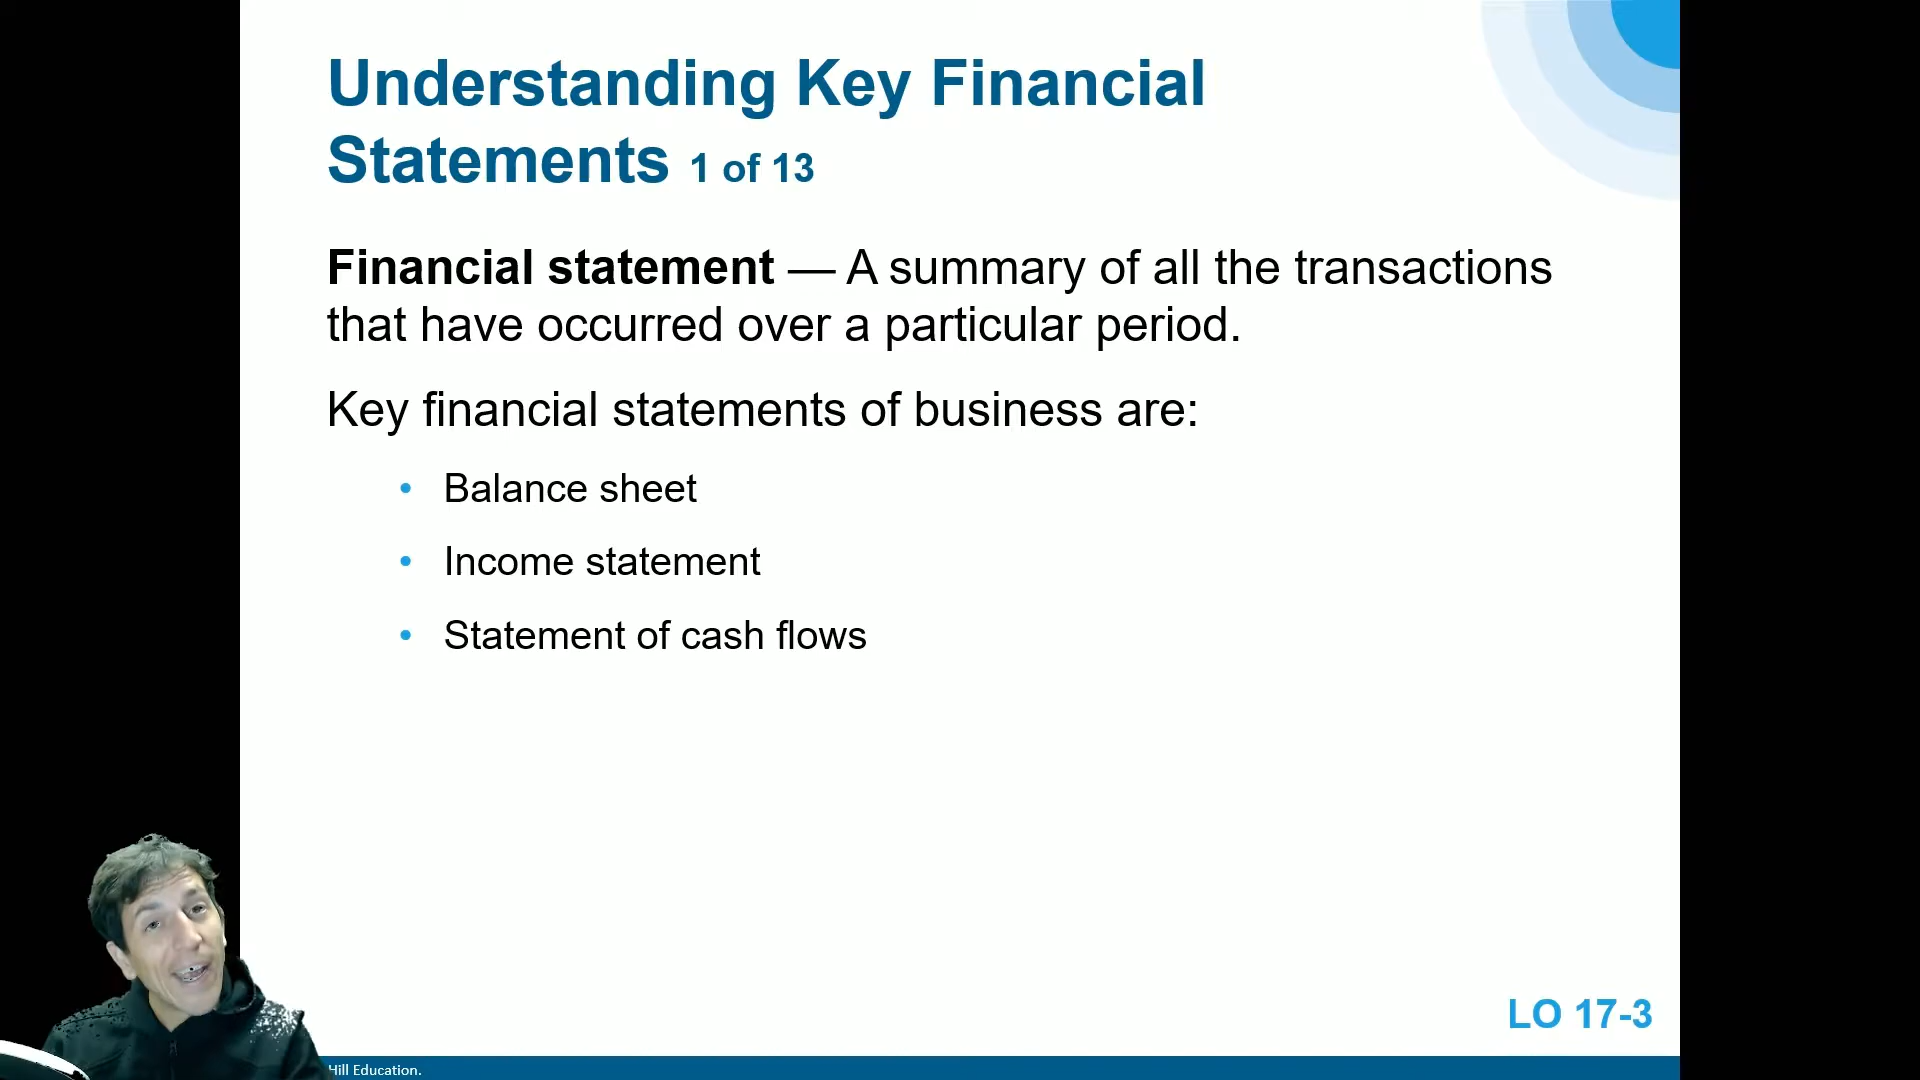 Understanding Key Financial
Statements 1 of 13
Financial statement — A summary of all the transactions
that have occurred over a particular period.
Key financial statements of business are:
• Balance sheet
• Income statement
• Statement of cash flows
LO 17-3
Hill Education.